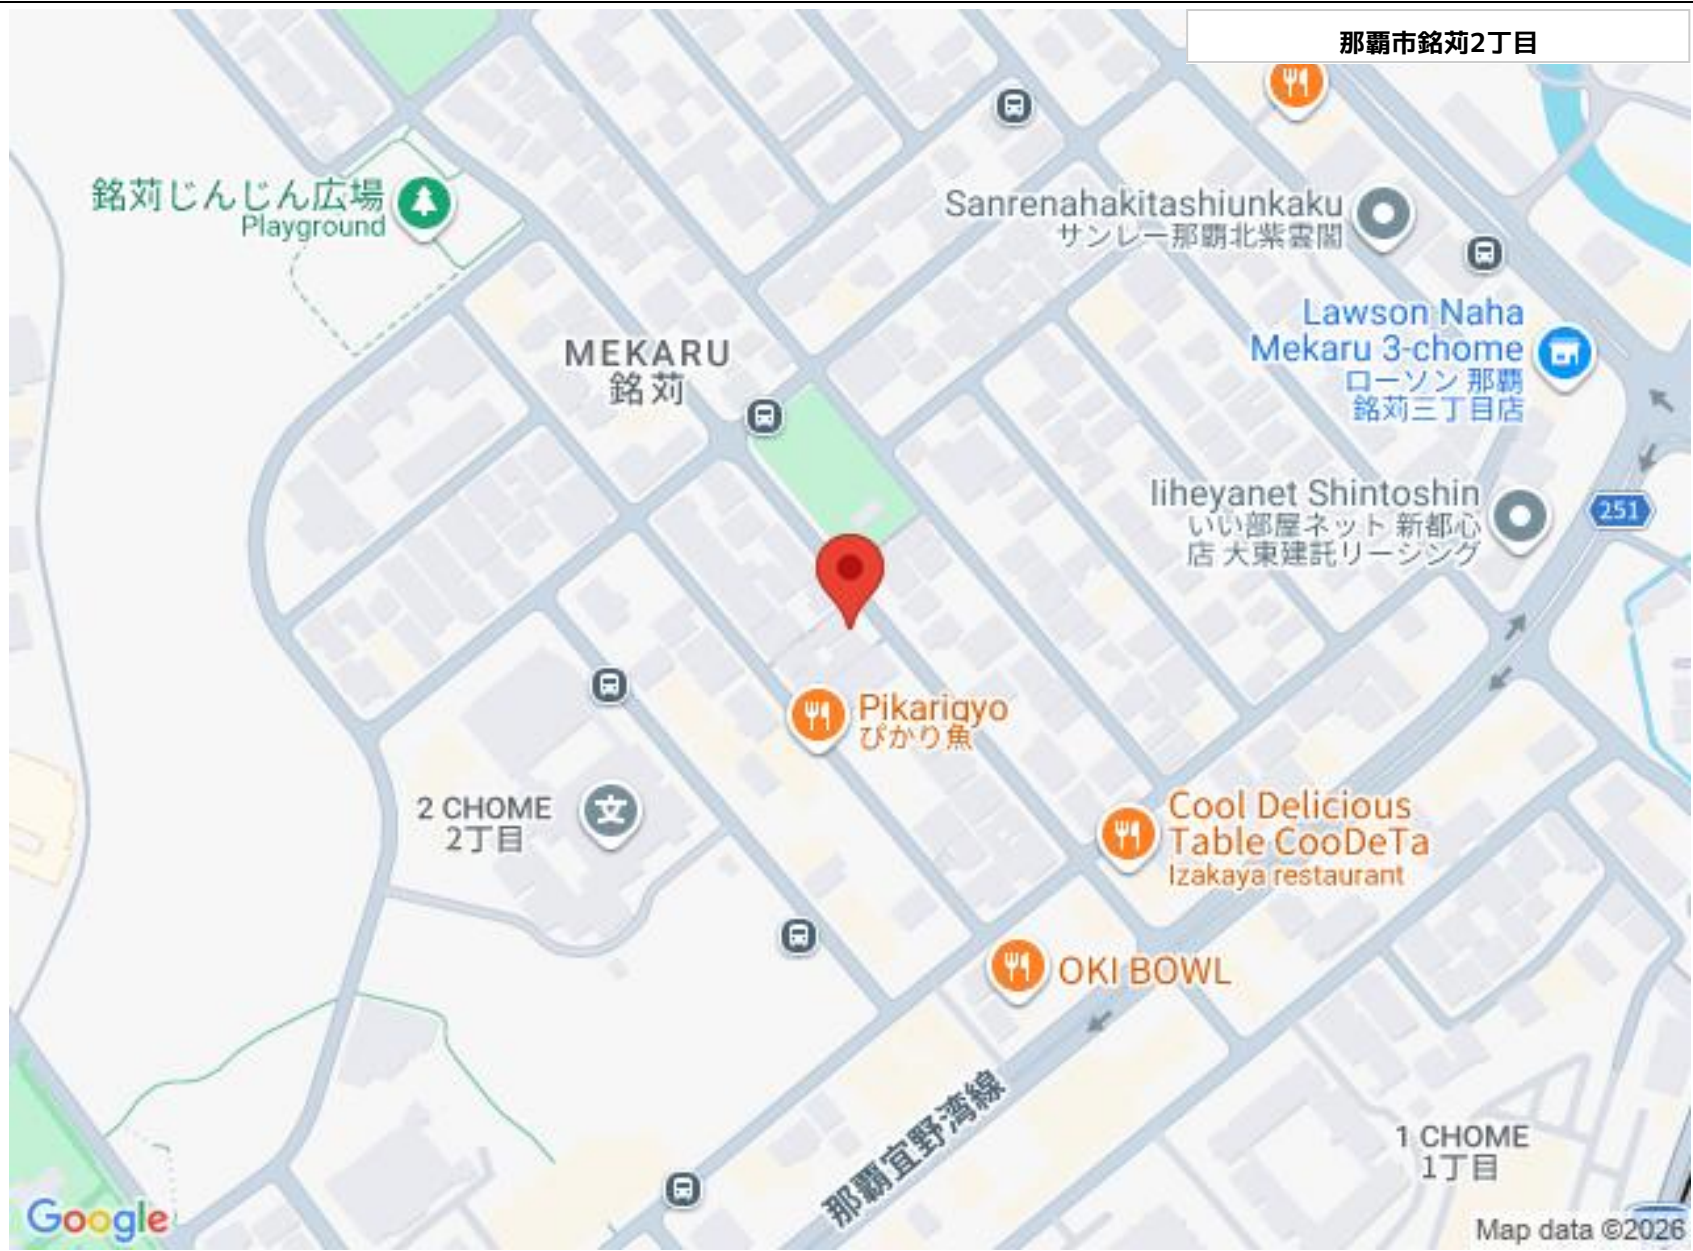 那覇市銘苅2丁目
銘苅じんじん広場
Playground
Sanrenahakitashiunkaku
サンレー那覇北紫雲閣
Lawson Naha
Mekaru 3-chome
ローソン 那覇
銘苅三丁目店
MEKARU
銘苅
Iiheyanet Shintoshin
いい部屋ネット 新都心
店 大東建託リーシング
251
Pikarigyo
ぴかり魚
2 CHOME
2丁目
文
Cool Delicious
Table CooDeTa
Izakaya restaurant
OKI BOWL
那覇宜野湾線
1 CHOME
1丁目
Google
Map data ©2026